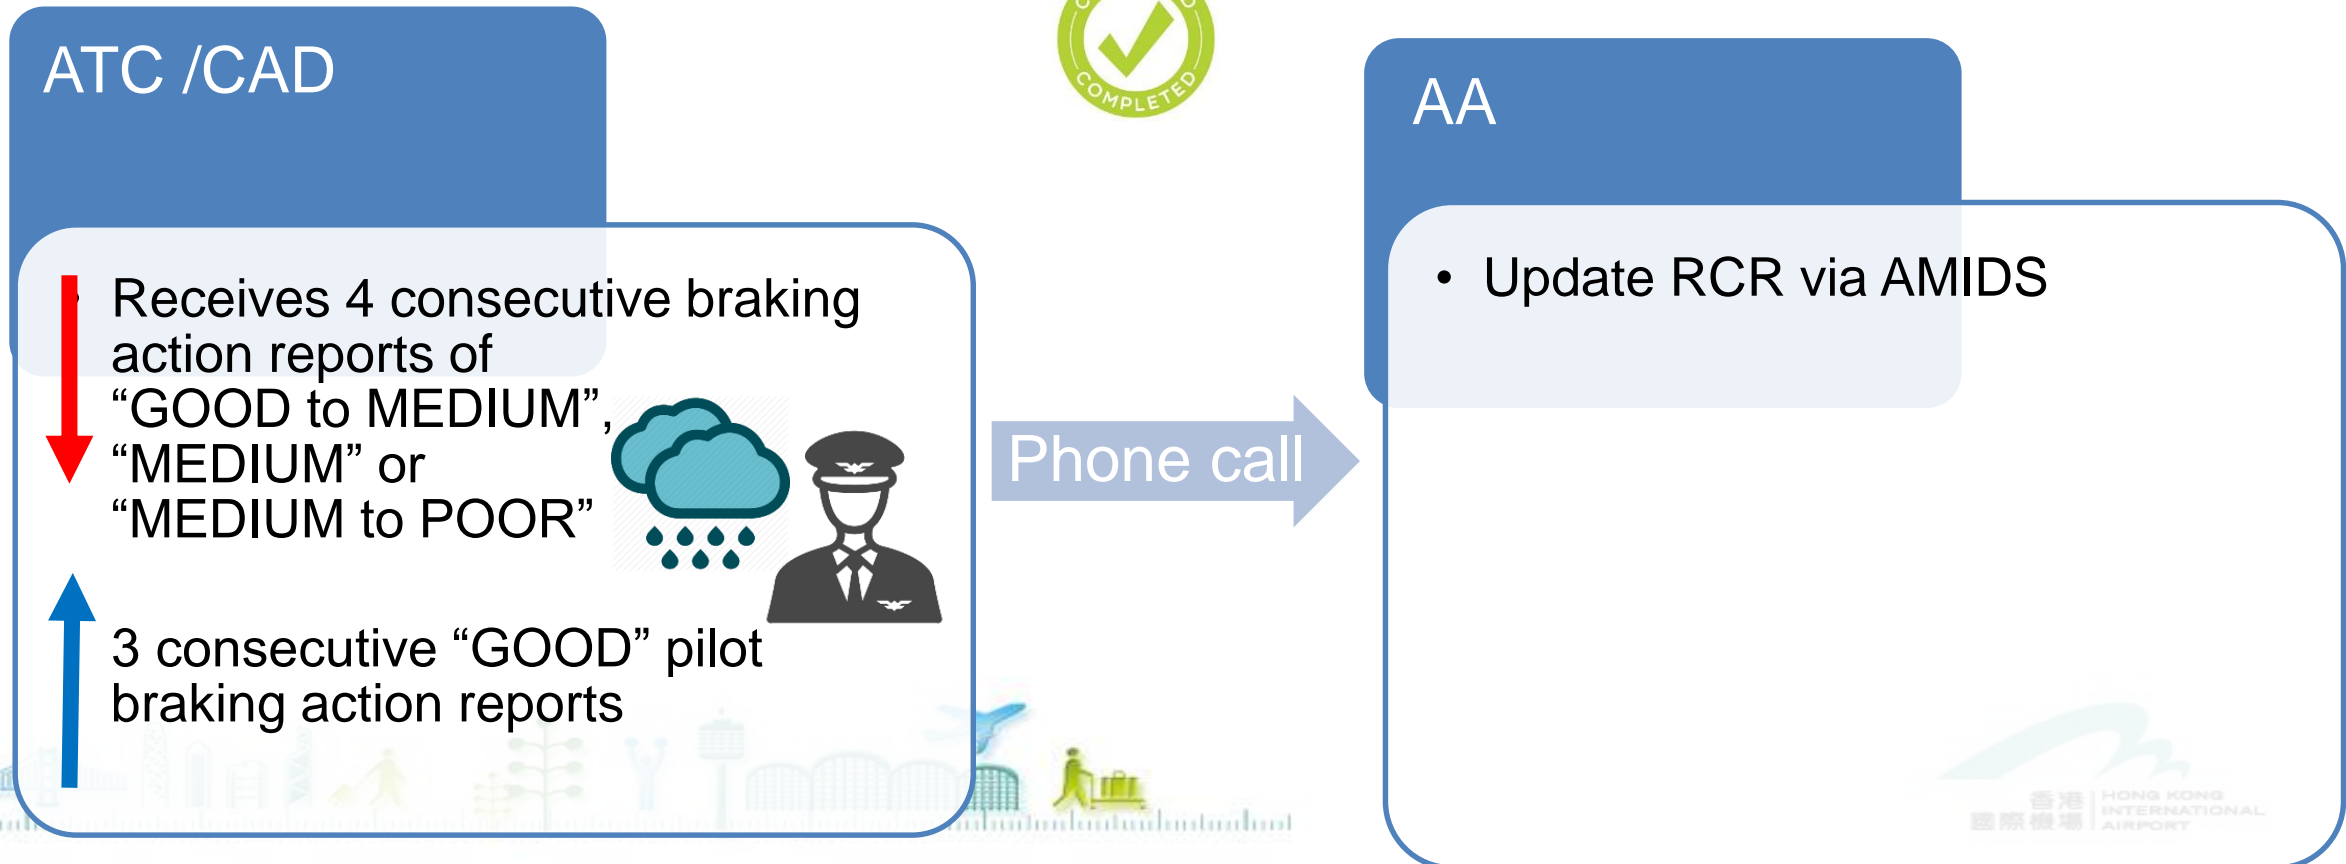 ATC /CAD
COMPLETED
AA
• Receives 4 consecutive braking
action reports of
“GOOD to MEDIUM”,
“MEDIUM” or
“MEDIUM to POOR”
3 consecutive “GOOD” pilot
braking action reports
Phone call
• Update RCR via AMIDS
香港
國際機場
HONG KONG
INTERNATIONAL
AIRPORT